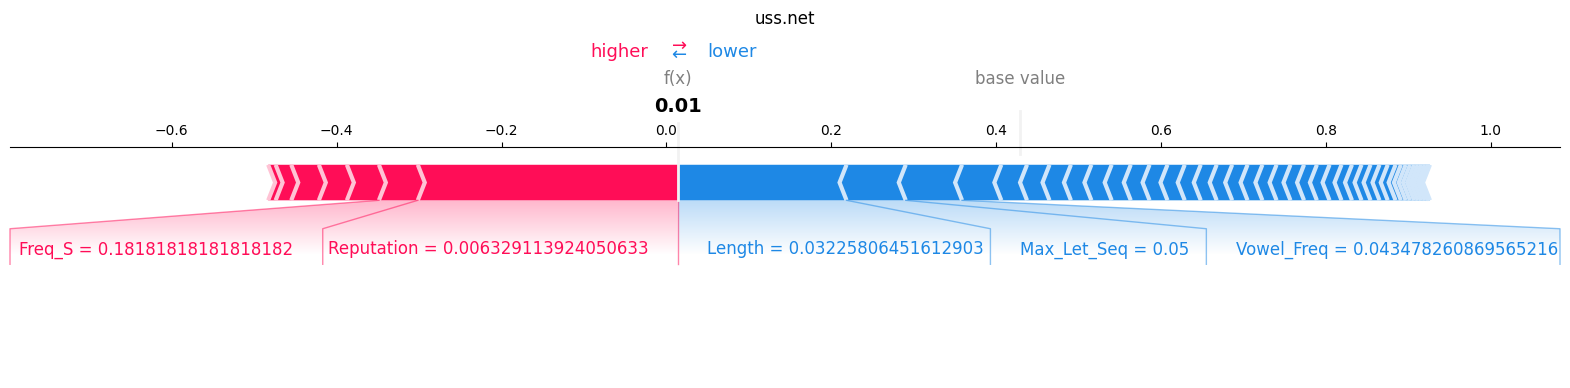 uss.net
higher ⇄ lower
f(x) base value
0.01
−0.6 −0.4 −0.2 0.0 0.2 0.4 0.6 0.8 1.0
Freq_S = 0.18181818181818182 Reputation = 0.006329113924050633 Length = 0.03225806451612903 Max_Let_Seq = 0.05 Vowel_Freq = 0.043478260869565216